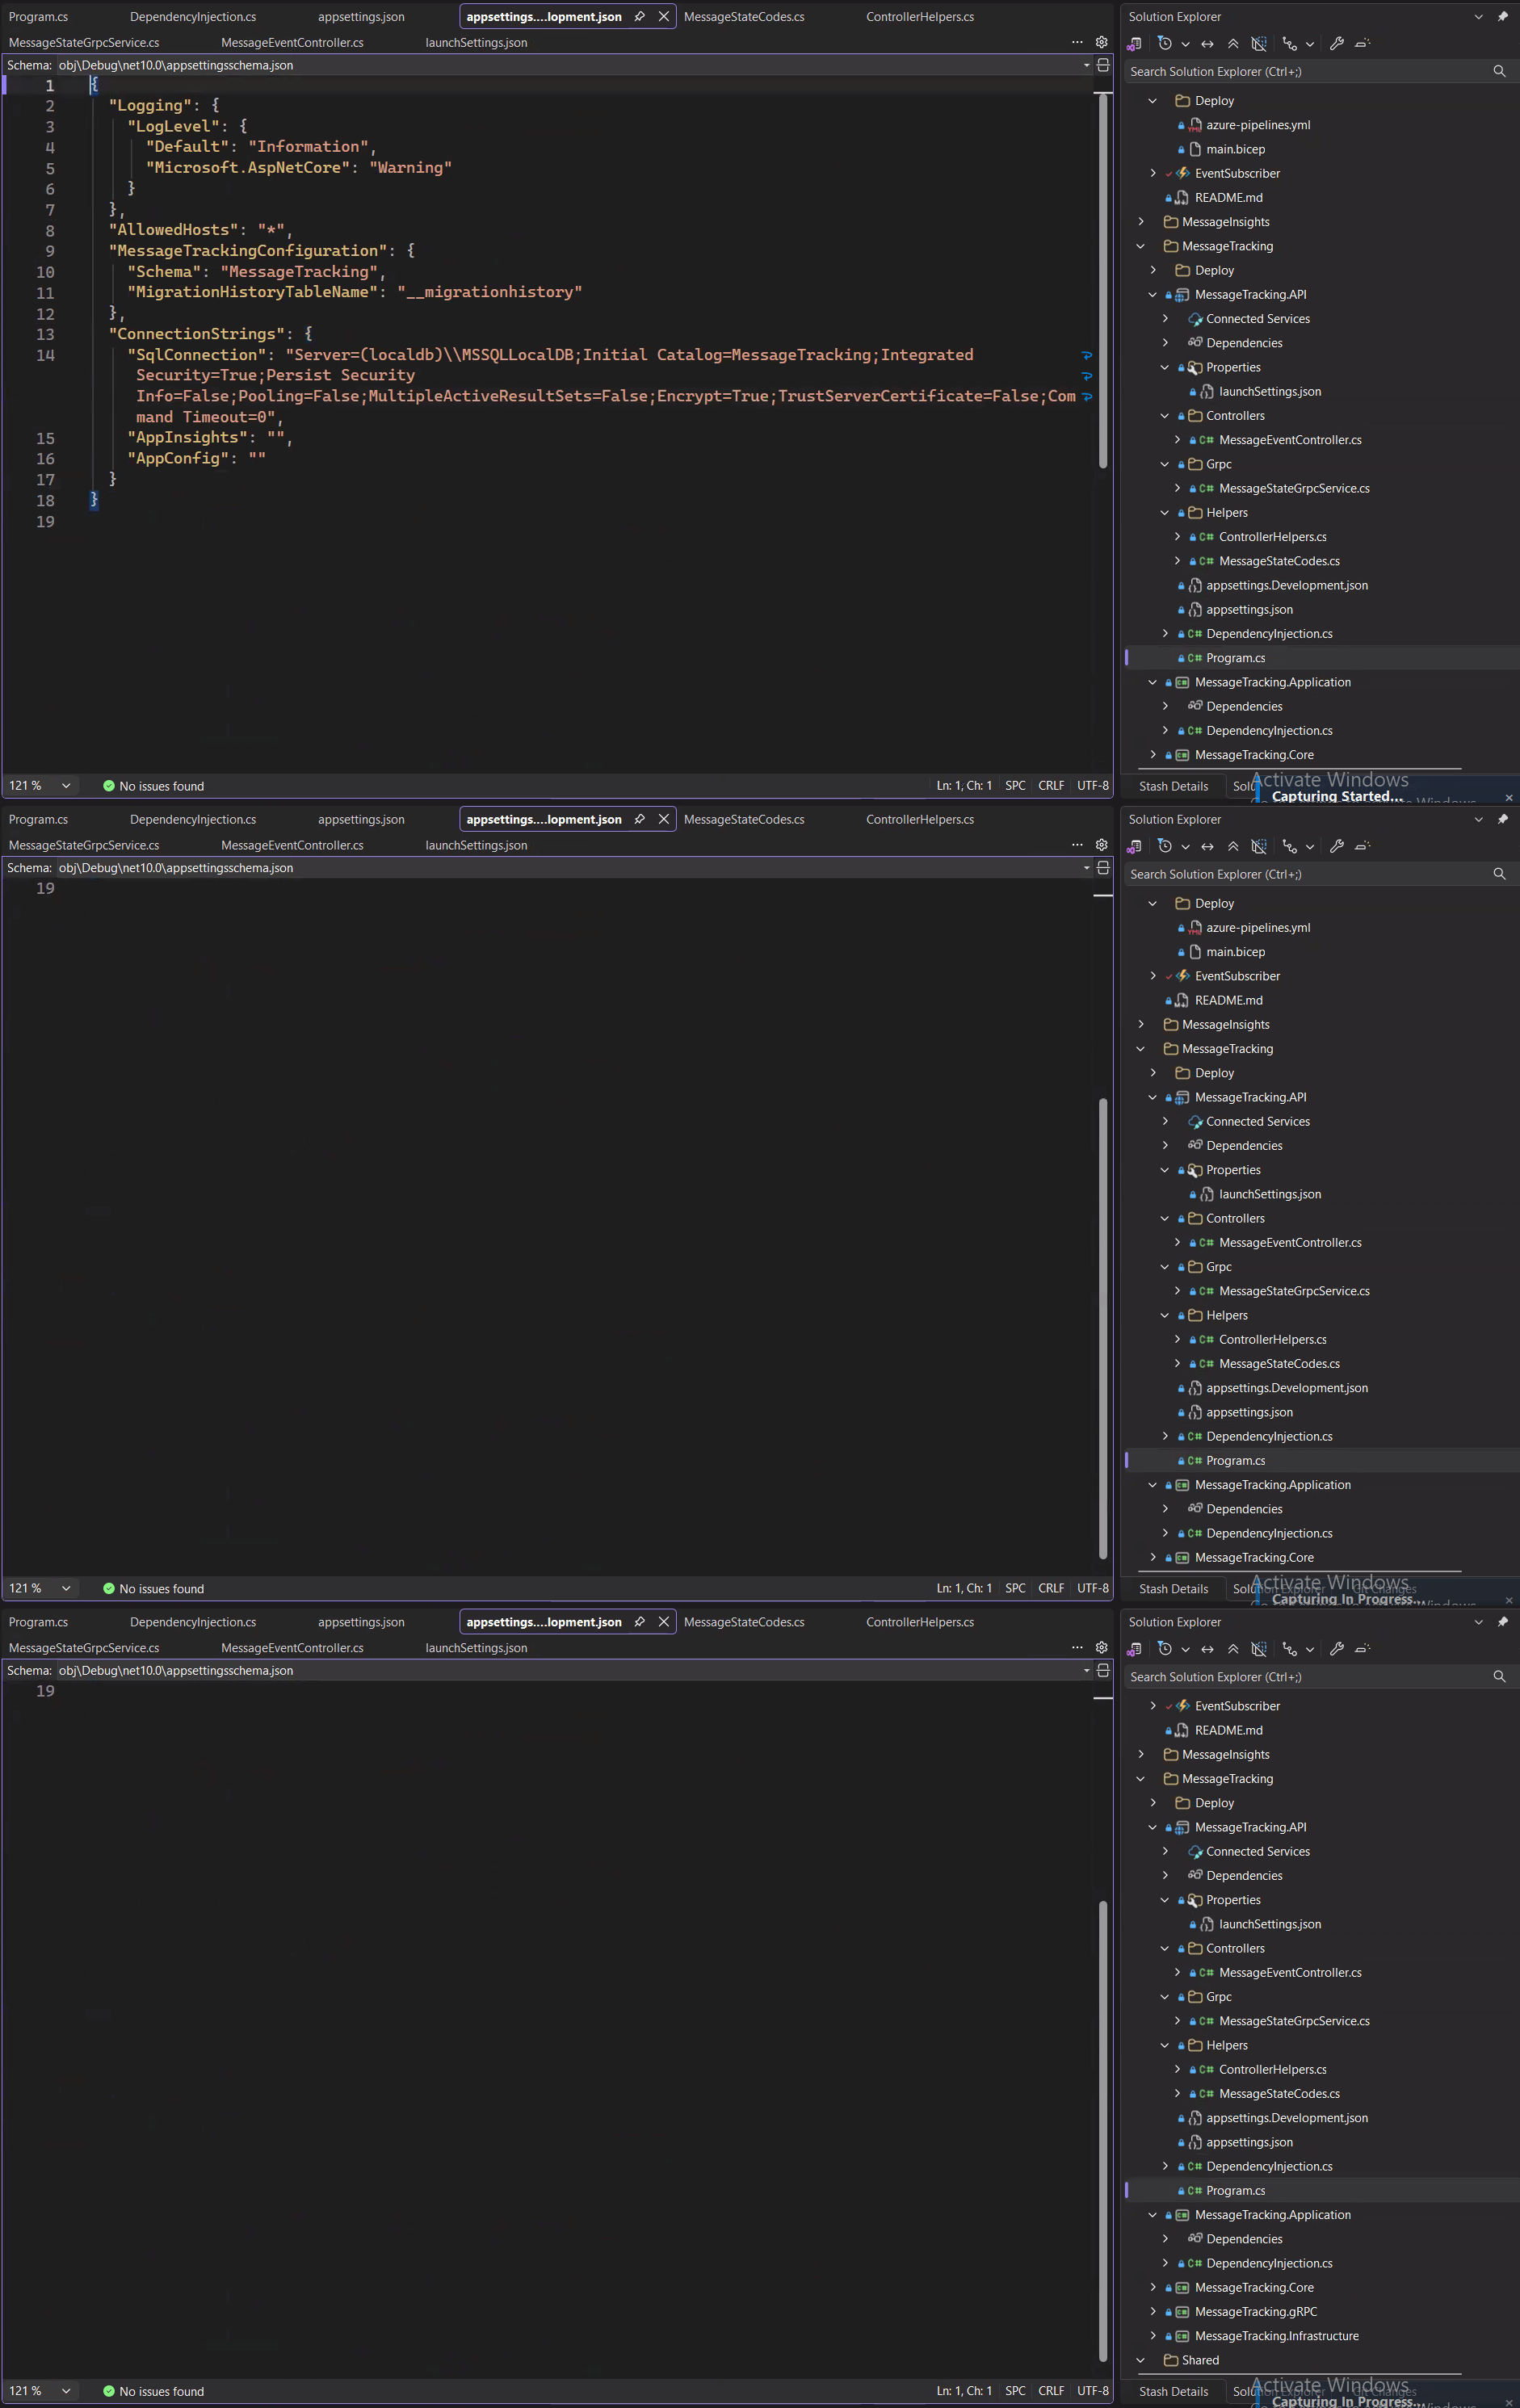 Program.cs DependencyInjection.cs appsettings.json appsettings....lopment.json MessageStateCodes.cs ControllerHelpers.cs
MessageStateGrpcService.cs MessageEventController.cs launchSettings.json
Schema: obj\Debug\net10.0\appsettingsschema.json
1 {
2 "Logging": {
3 "LogLevel": {
4 "Default": "Information",
5 "Microsoft.AspNetCore": "Warning"
6 }
7 },
8 "AllowedHosts": "*",
9 "MessageTrackingConfiguration": {
10 "Schema": "MessageTracking",
11 "MigrationHistoryTableName": "__migrationhistory"
12 },
13 "ConnectionStrings": {
14 "SqlConnection": "Server=(localdb)\\MSSQLLocalDB;Initial Catalog=MessageTracking;Integrated
Security=True;Persist Security
Info=False;Pooling=False;MultipleActiveResultSets=False;Encrypt=True;TrustServerCertificate=False;Com
mand Timeout=0",
15 "AppInsights": "",
16 "AppConfig": ""
17 }
18 }
19
121 % No issues found Ln: 1, Ch: 1 SPC CRLF UTF-8
Solution Explorer
Search Solution Explorer (Ctrl+;)
Deploy
azure-pipelines.yml
main.bicep
EventSubscriber
README.md
MessageInsights
MessageTracking
Deploy
MessageTracking.API
Connected Services
Dependencies
Properties
launchSettings.json
Controllers
C# MessageEventController.cs
Grpc
C# MessageStateGrpcService.cs
Helpers
C# ControllerHelpers.cs
C# MessageStateCodes.cs
appsettings.Development.json
appsettings.json
C# DependencyInjection.cs
C# Program.cs
MessageTracking.Application
Dependencies
C# DependencyInjection.cs
MessageTracking.Core
Stash Details
Activate Windows
Capturing Started...
Program.cs DependencyInjection.cs appsettings.json appsettings....lopment.json MessageStateCodes.cs ControllerHelpers.cs
MessageStateGrpcService.cs MessageEventController.cs launchSettings.json
Schema: obj\Debug\net10.0\appsettingsschema.json
19
121 % No issues found Ln: 1, Ch: 1 SPC CRLF UTF-8
Solution Explorer
Search Solution Explorer (Ctrl+;)
Deploy
azure-pipelines.yml
main.bicep
EventSubscriber
README.md
MessageInsights
MessageTracking
Deploy
MessageTracking.API
Connected Services
Dependencies
Properties
launchSettings.json
Controllers
C# MessageEventController.cs
Grpc
C# MessageStateGrpcService.cs
Helpers
C# ControllerHelpers.cs
C# MessageStateCodes.cs
appsettings.Development.json
appsettings.json
C# DependencyInjection.cs
C# Program.cs
MessageTracking.Application
Dependencies
C# DependencyInjection.cs
MessageTracking.Core
Stash Details
Activate Windows
Capturing In Progress...
Program.cs DependencyInjection.cs appsettings.json appsettings....lopment.json MessageStateCodes.cs ControllerHelpers.cs
MessageStateGrpcService.cs MessageEventController.cs launchSettings.json
Schema: obj\Debug\net10.0\appsettingsschema.json
19
121 % No issues found Ln: 1, Ch: 1 SPC CRLF UTF-8
Solution Explorer
Search Solution Explorer (Ctrl+;)
EventSubscriber
README.md
MessageInsights
MessageTracking
Deploy
MessageTracking.API
Connected Services
Dependencies
Properties
launchSettings.json
Controllers
C# MessageEventController.cs
Grpc
C# MessageStateGrpcService.cs
Helpers
C# ControllerHelpers.cs
C# MessageStateCodes.cs
appsettings.Development.json
appsettings.json
C# DependencyInjection.cs
C# Program.cs
MessageTracking.Application
Dependencies
C# DependencyInjection.cs
MessageTracking.Core
MessageTracking.gRPC
MessageTracking.Infrastructure
Shared
Stash Details
Activate Windows
Capturing In Progress...